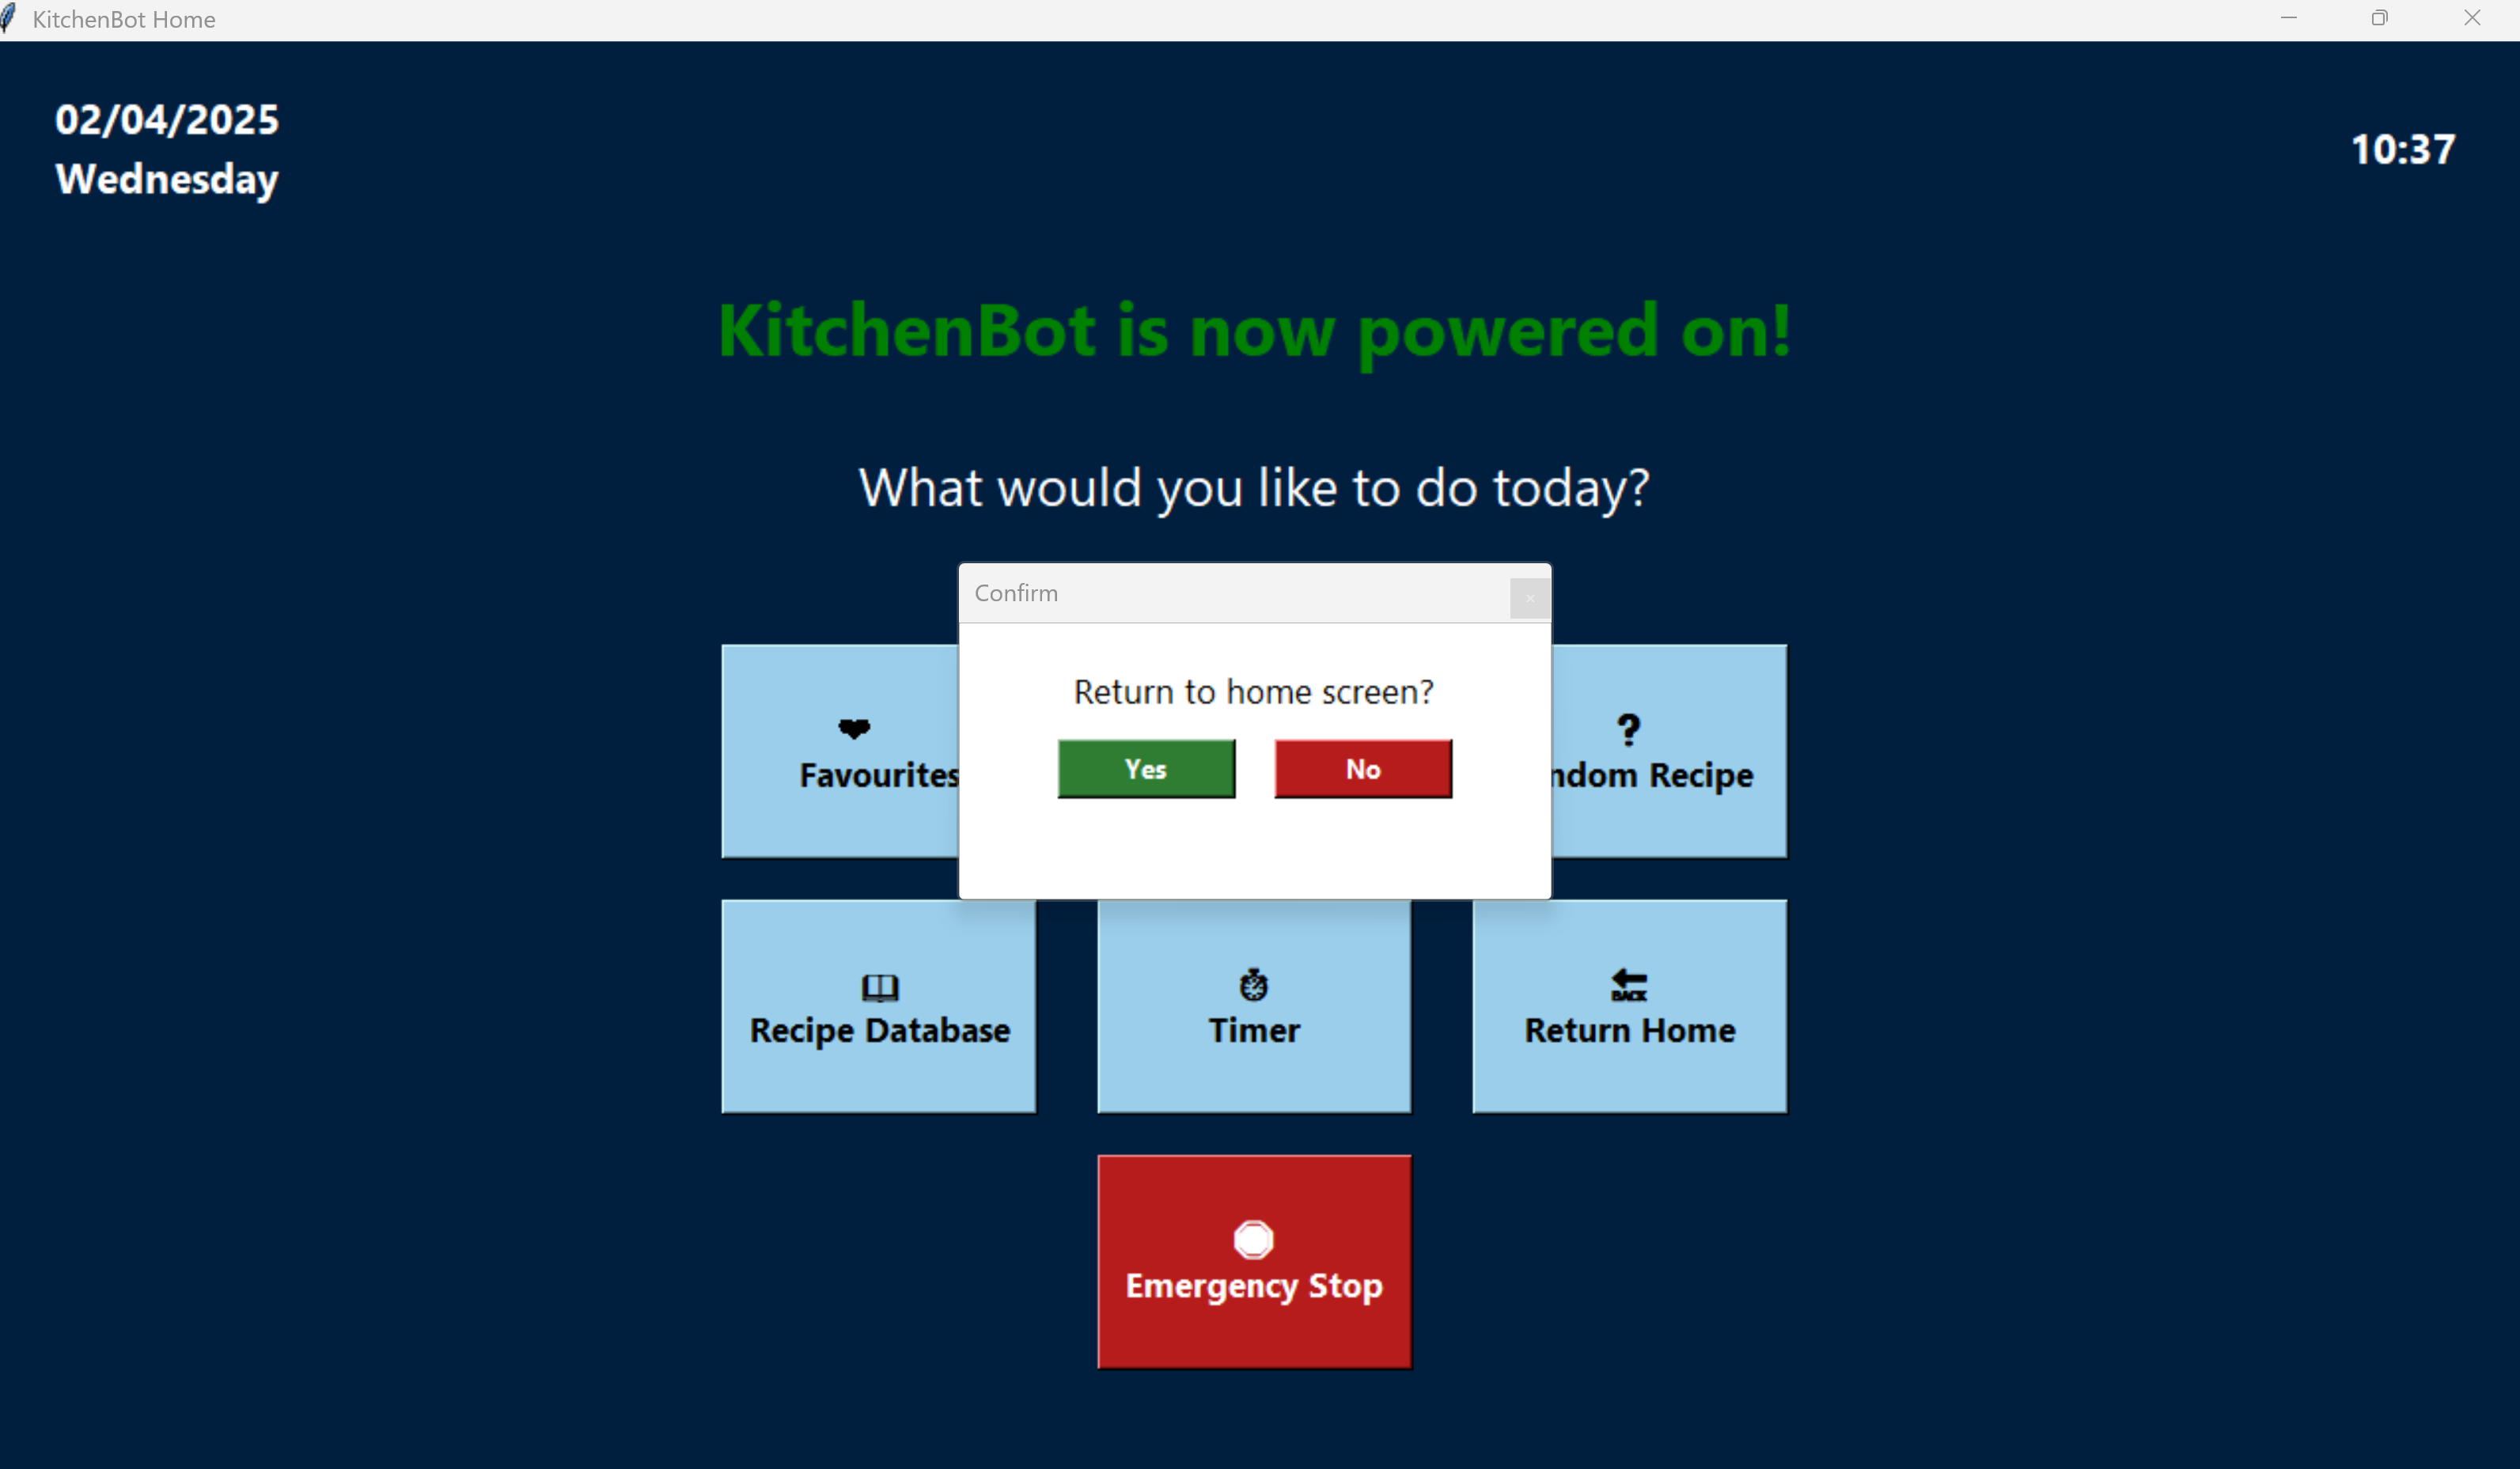 KitchenBot Home
02/04/2025
Wednesday
10:37
KitchenBot is now powered on!
What would you like to do today?
Confirm
Return to home screen?
Yes
No
Favourites
?
ndom Recipe
BACK
Recipe Database
Timer
Return Home
Emergency Stop